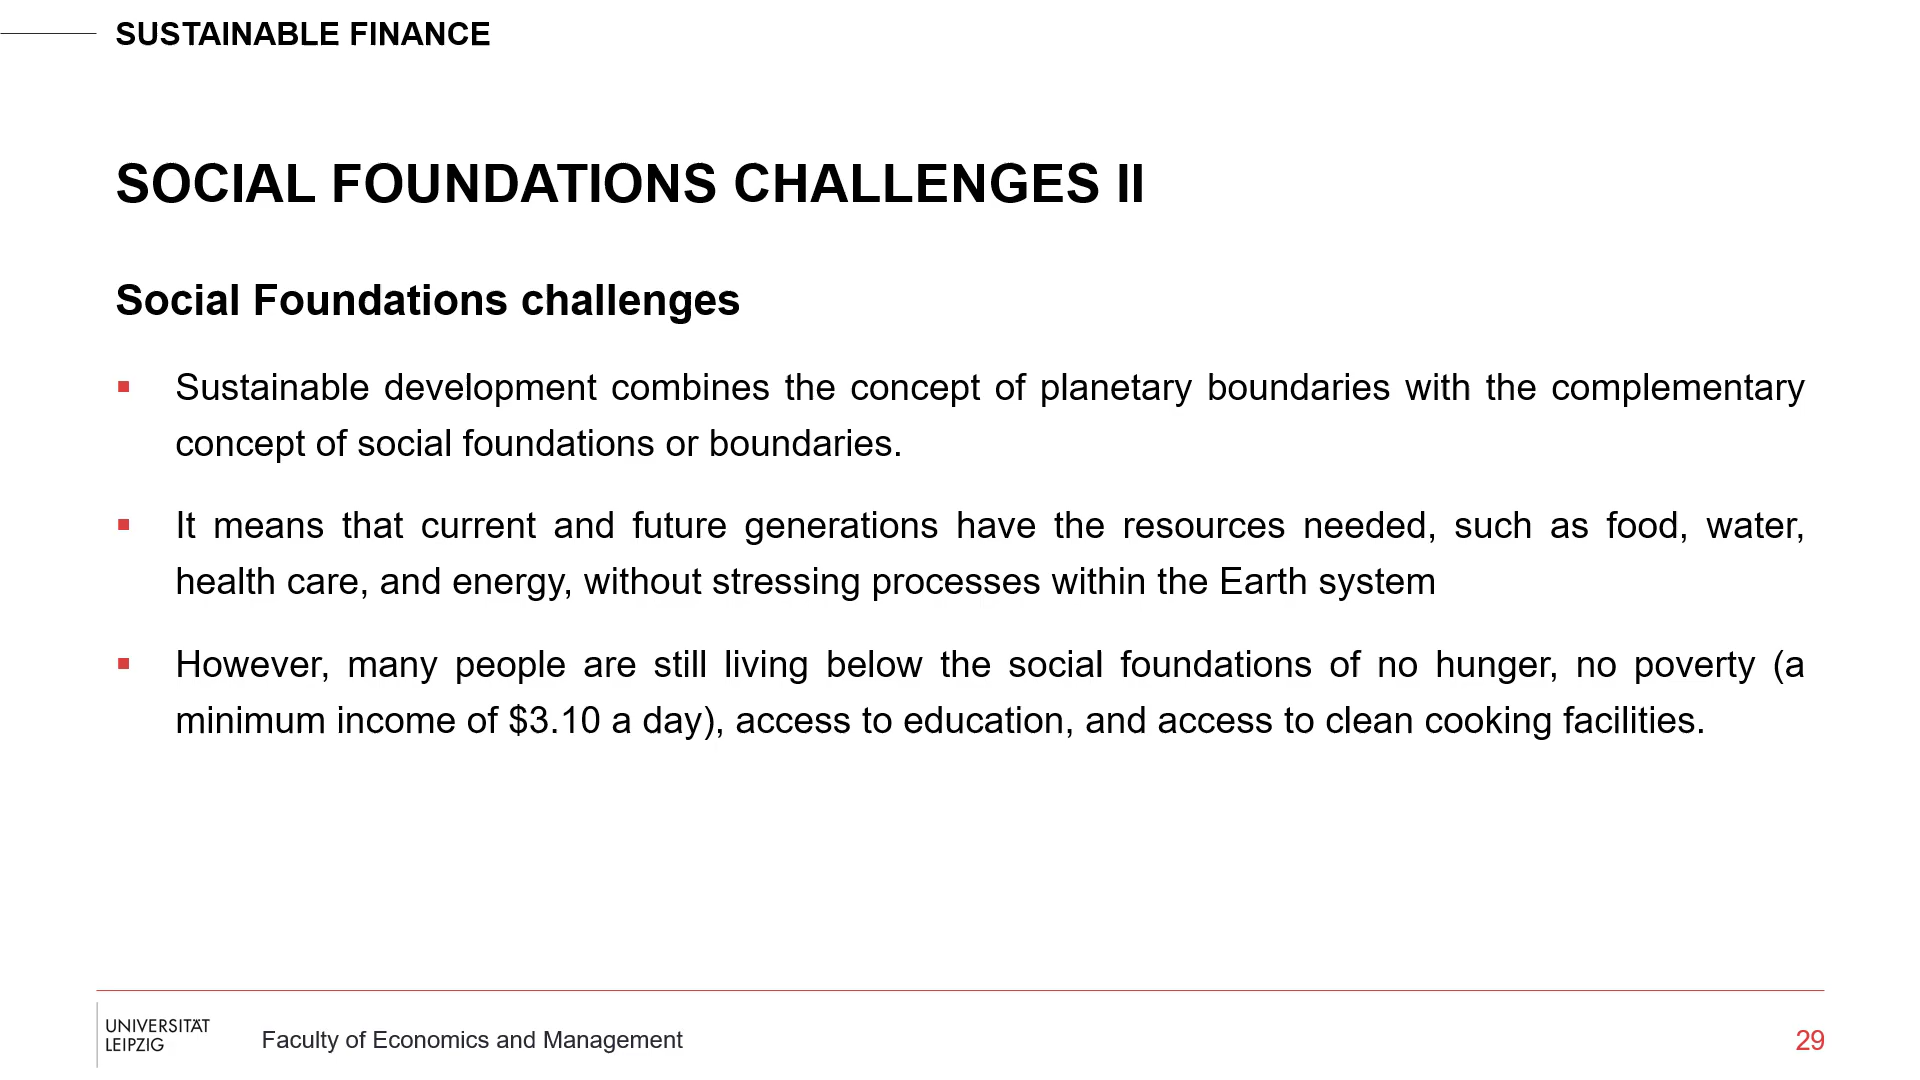 SUSTAINABLE FINANCE
SOCIAL FOUNDATIONS CHALLENGES II
Social Foundations challenges
▪ Sustainable development combines the concept of planetary boundaries with the complementary
concept of social foundations or boundaries.
▪ It means that current and future generations have the resources needed, such as food, water,
health care, and energy, without stressing processes within the Earth system
▪ However, many people are still living below the social foundations of no hunger, no poverty (a
minimum income of $3.10 a day), access to education, and access to clean cooking facilities.
UNIVERSITÄT
LEIPZIG
Faculty of Economics and Management
29